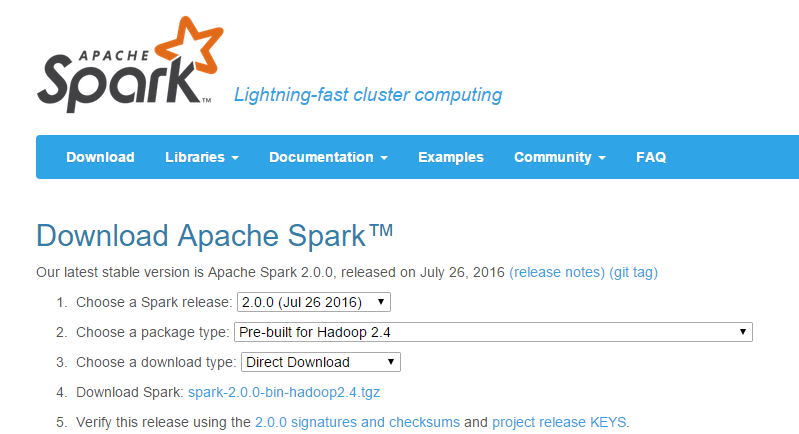 APACHE
Spark™
Lightning-fast cluster computing
Download Libraries Documentation Examples Community FAQ
Download Apache Spark™
Our latest stable version is Apache Spark 2.0.0, released on July 26, 2016 (release notes) (git tag)
1. Choose a Spark release: 2.0.0 (Jul 26 2016)
2. Choose a package type: Pre-built for Hadoop 2.4
3. Choose a download type: Direct Download
4. Download Spark: spark-2.0.0-bin-hadoop2.4.tgz
5. Verify this release using the 2.0.0 signatures and checksums and project release KEYS.